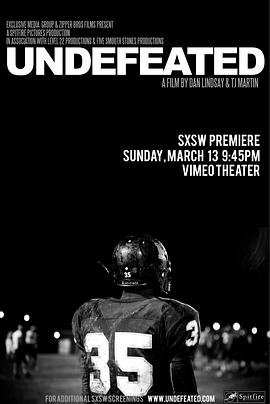 EXCLUSIVE MEDIA GROUP & ZIPPER BROS FILMS PRESENT
A SPITFIRE PICTURES PRODUCTION
IN ASSOCIATION WITH LEVEL 22 PRODUCTIONS & FIVE SMOOTH STONES PRODUCTIONS
UNDEFEATED
A FILM BY DAN LINDSAY & TJ MARTIN
SXSW PREMIERE
SUNDAY, MARCH 13 9:45PM
VIMEO THEATER
35
35
3
FOR ADDITIONAL SXSW SCREENINGS WWW.UNDEFEATED.COM
Spitfire